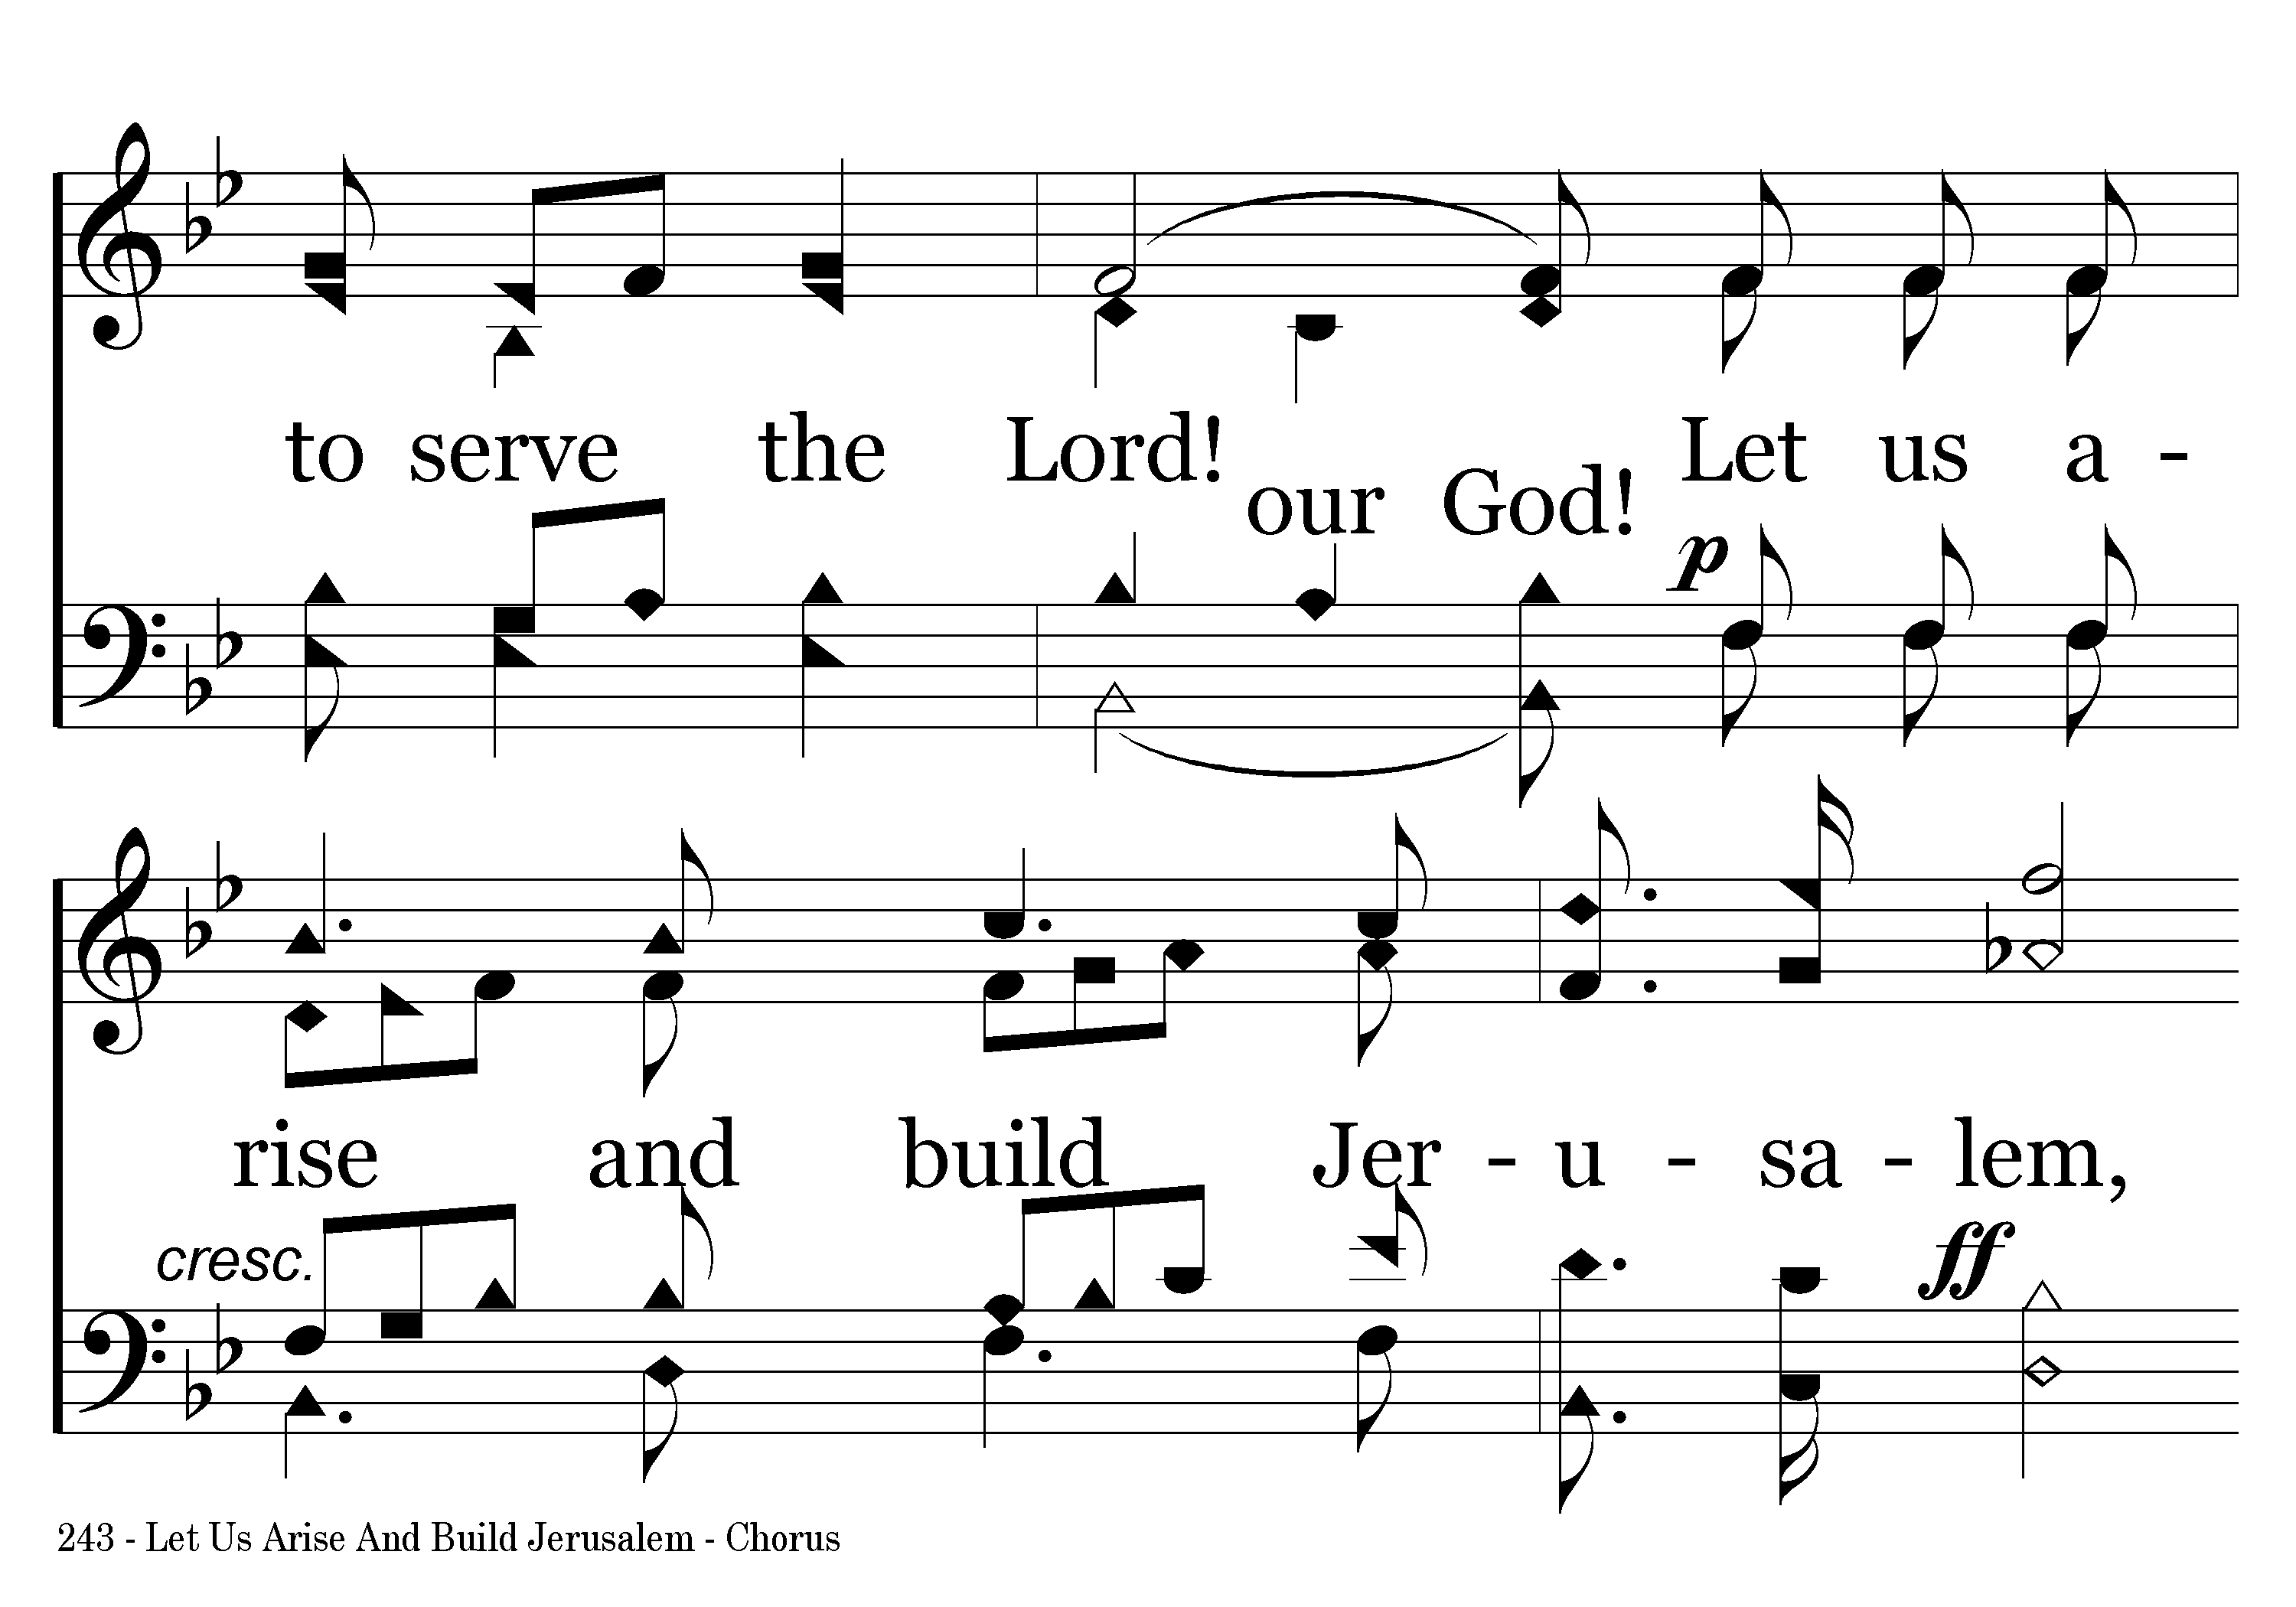 to serve the Lord! Let us a -
our God!
p
rise and build Jer - u - sa - lem,
cresc. ff
243 - Let Us Arise And Build Jerusalem - Chorus